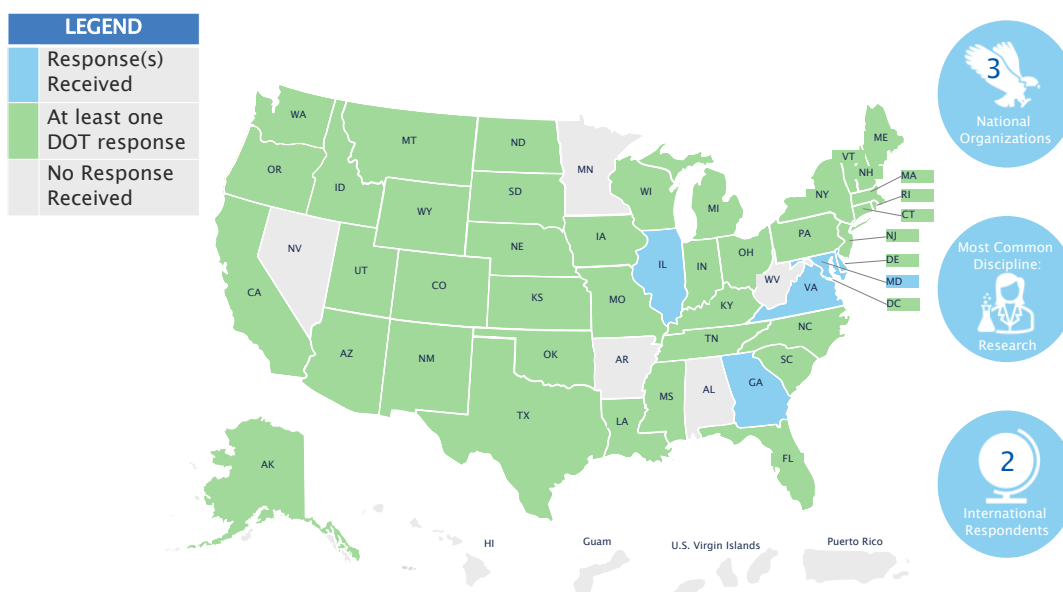 LEGEND
Response(s)
Received
At least one
DOT response
No Response
Received
WA
OR
CA
NV
ID
MT
WY
UT
CO
AZ
NM
ND
SD
NE
KS
OK
TX
MN
IA
MO
AR
LA
WI
IL
MI
IN
OH
KY
TN
MS
AL
GA
FL
SC
NC
VA
WV
PA
NY
VT
NH
ME
MA
RI
CT
NJ
DE
MD
DC
AK
HI
Guam
U.S. Virgin Islands
Puerto Rico
3
National
Organizations
Most Common
Discipline:
Research
2
International
Respondents